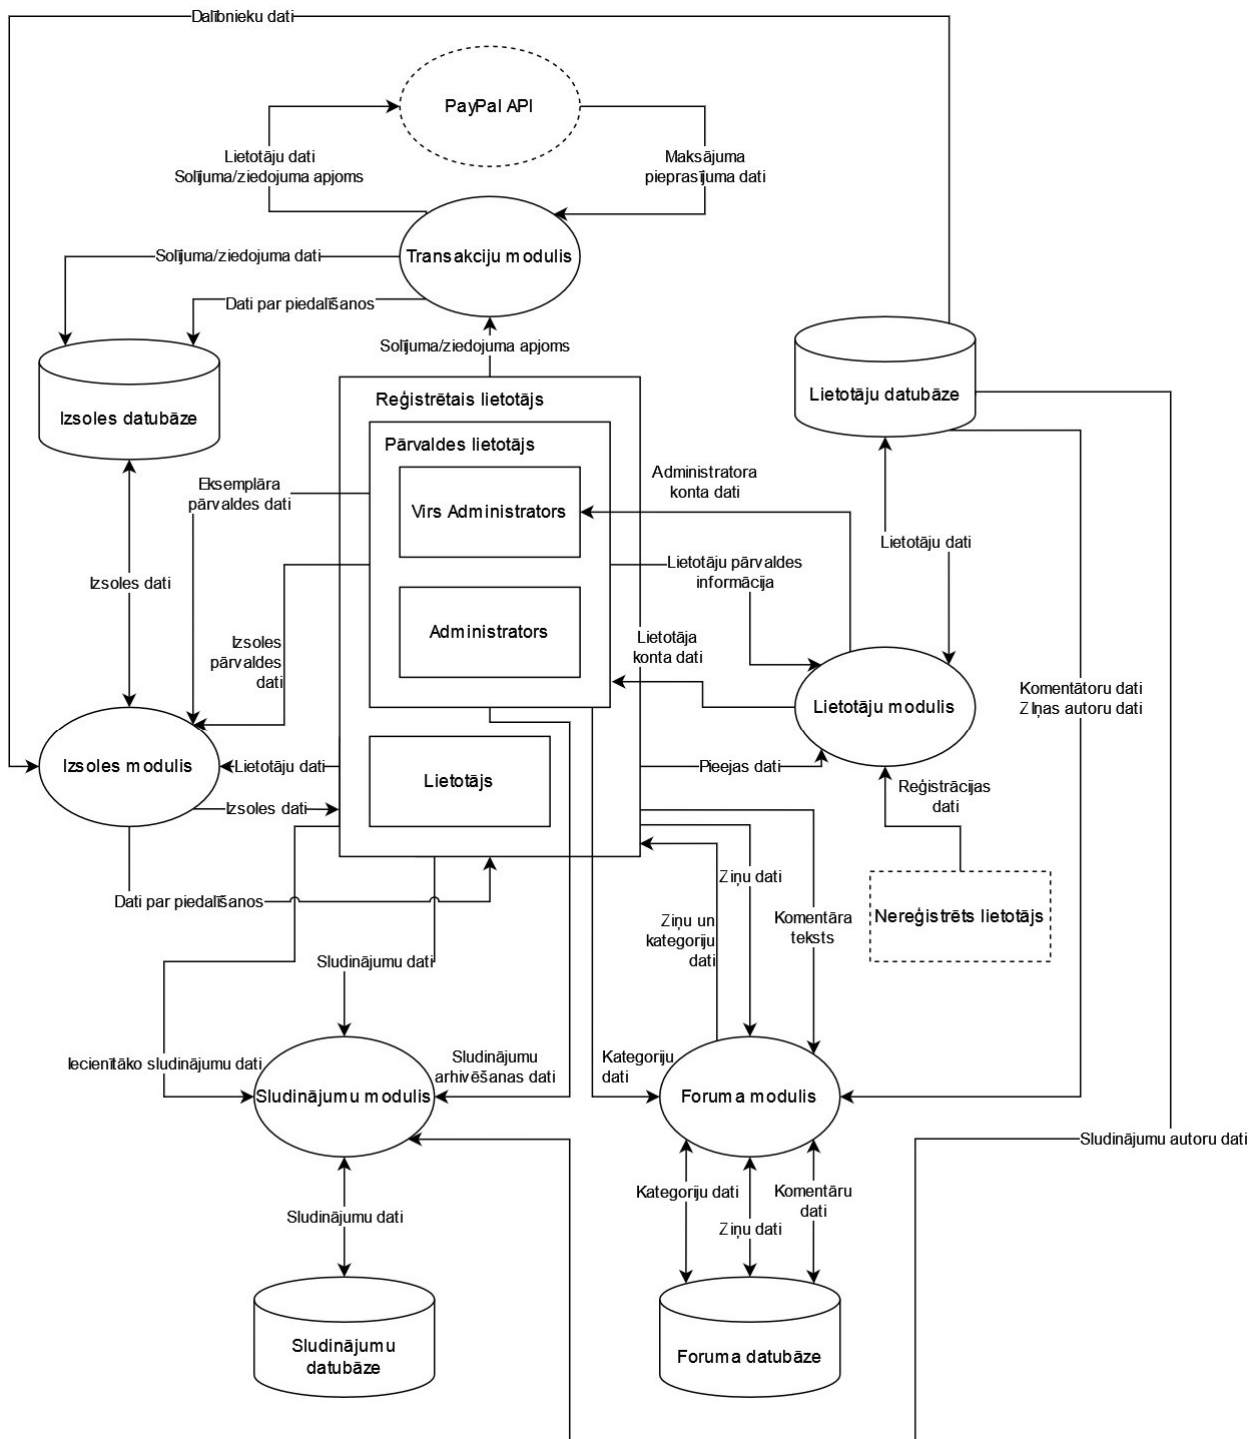 Dalībnieku dati
PayPal API
Lietotāju dati
Solījuma/ziedojuma apjoms
Maksājuma
pieprasījuma dati
Transakciju modulis
Solījuma/ziedojuma dati
Dati par piedalīšanos
Solījuma/ziedojuma apjoms
Izsoles datubāze
Lietotāju datubāze
Reģistrētais lietotājs
Pārvaldes lietotājs
Virs Administrators
Administrators
Lietotājs
Eksemplāra
pārvaldes dati
Administratora
konta dati
Lietotāju dati
Lietotāju pārvaldes
informācija
Izsoles dati
Izsoles
pārvaldes
dati
Lietotāja
konta dati
Komentātoru dati
ZIņas autoru dati
Lietotāju modulis
Izsoles modulis
Lietotāju dati
Pieejas dati
Reģistrācijas
dati
Izsoles dati
Ziņu dati
Dati par piedalīšanos
Ziņu un
kategoriju
dati
Komentāra
teksts
Nereģistrēts lietotājs
Sludinājumu dati
Iecienītāko sludinājumu dati
Sludinājumu
arhivēšanas dati
Kategoriju
dati
Sludinājumu modulis
Foruma modulis
Sludinājumu autoru dati
Kategoriju dati
Komentāru
dati
Sludinājumu dati
Ziņu dati
Sludinājumu
datubāze
Foruma datubāze